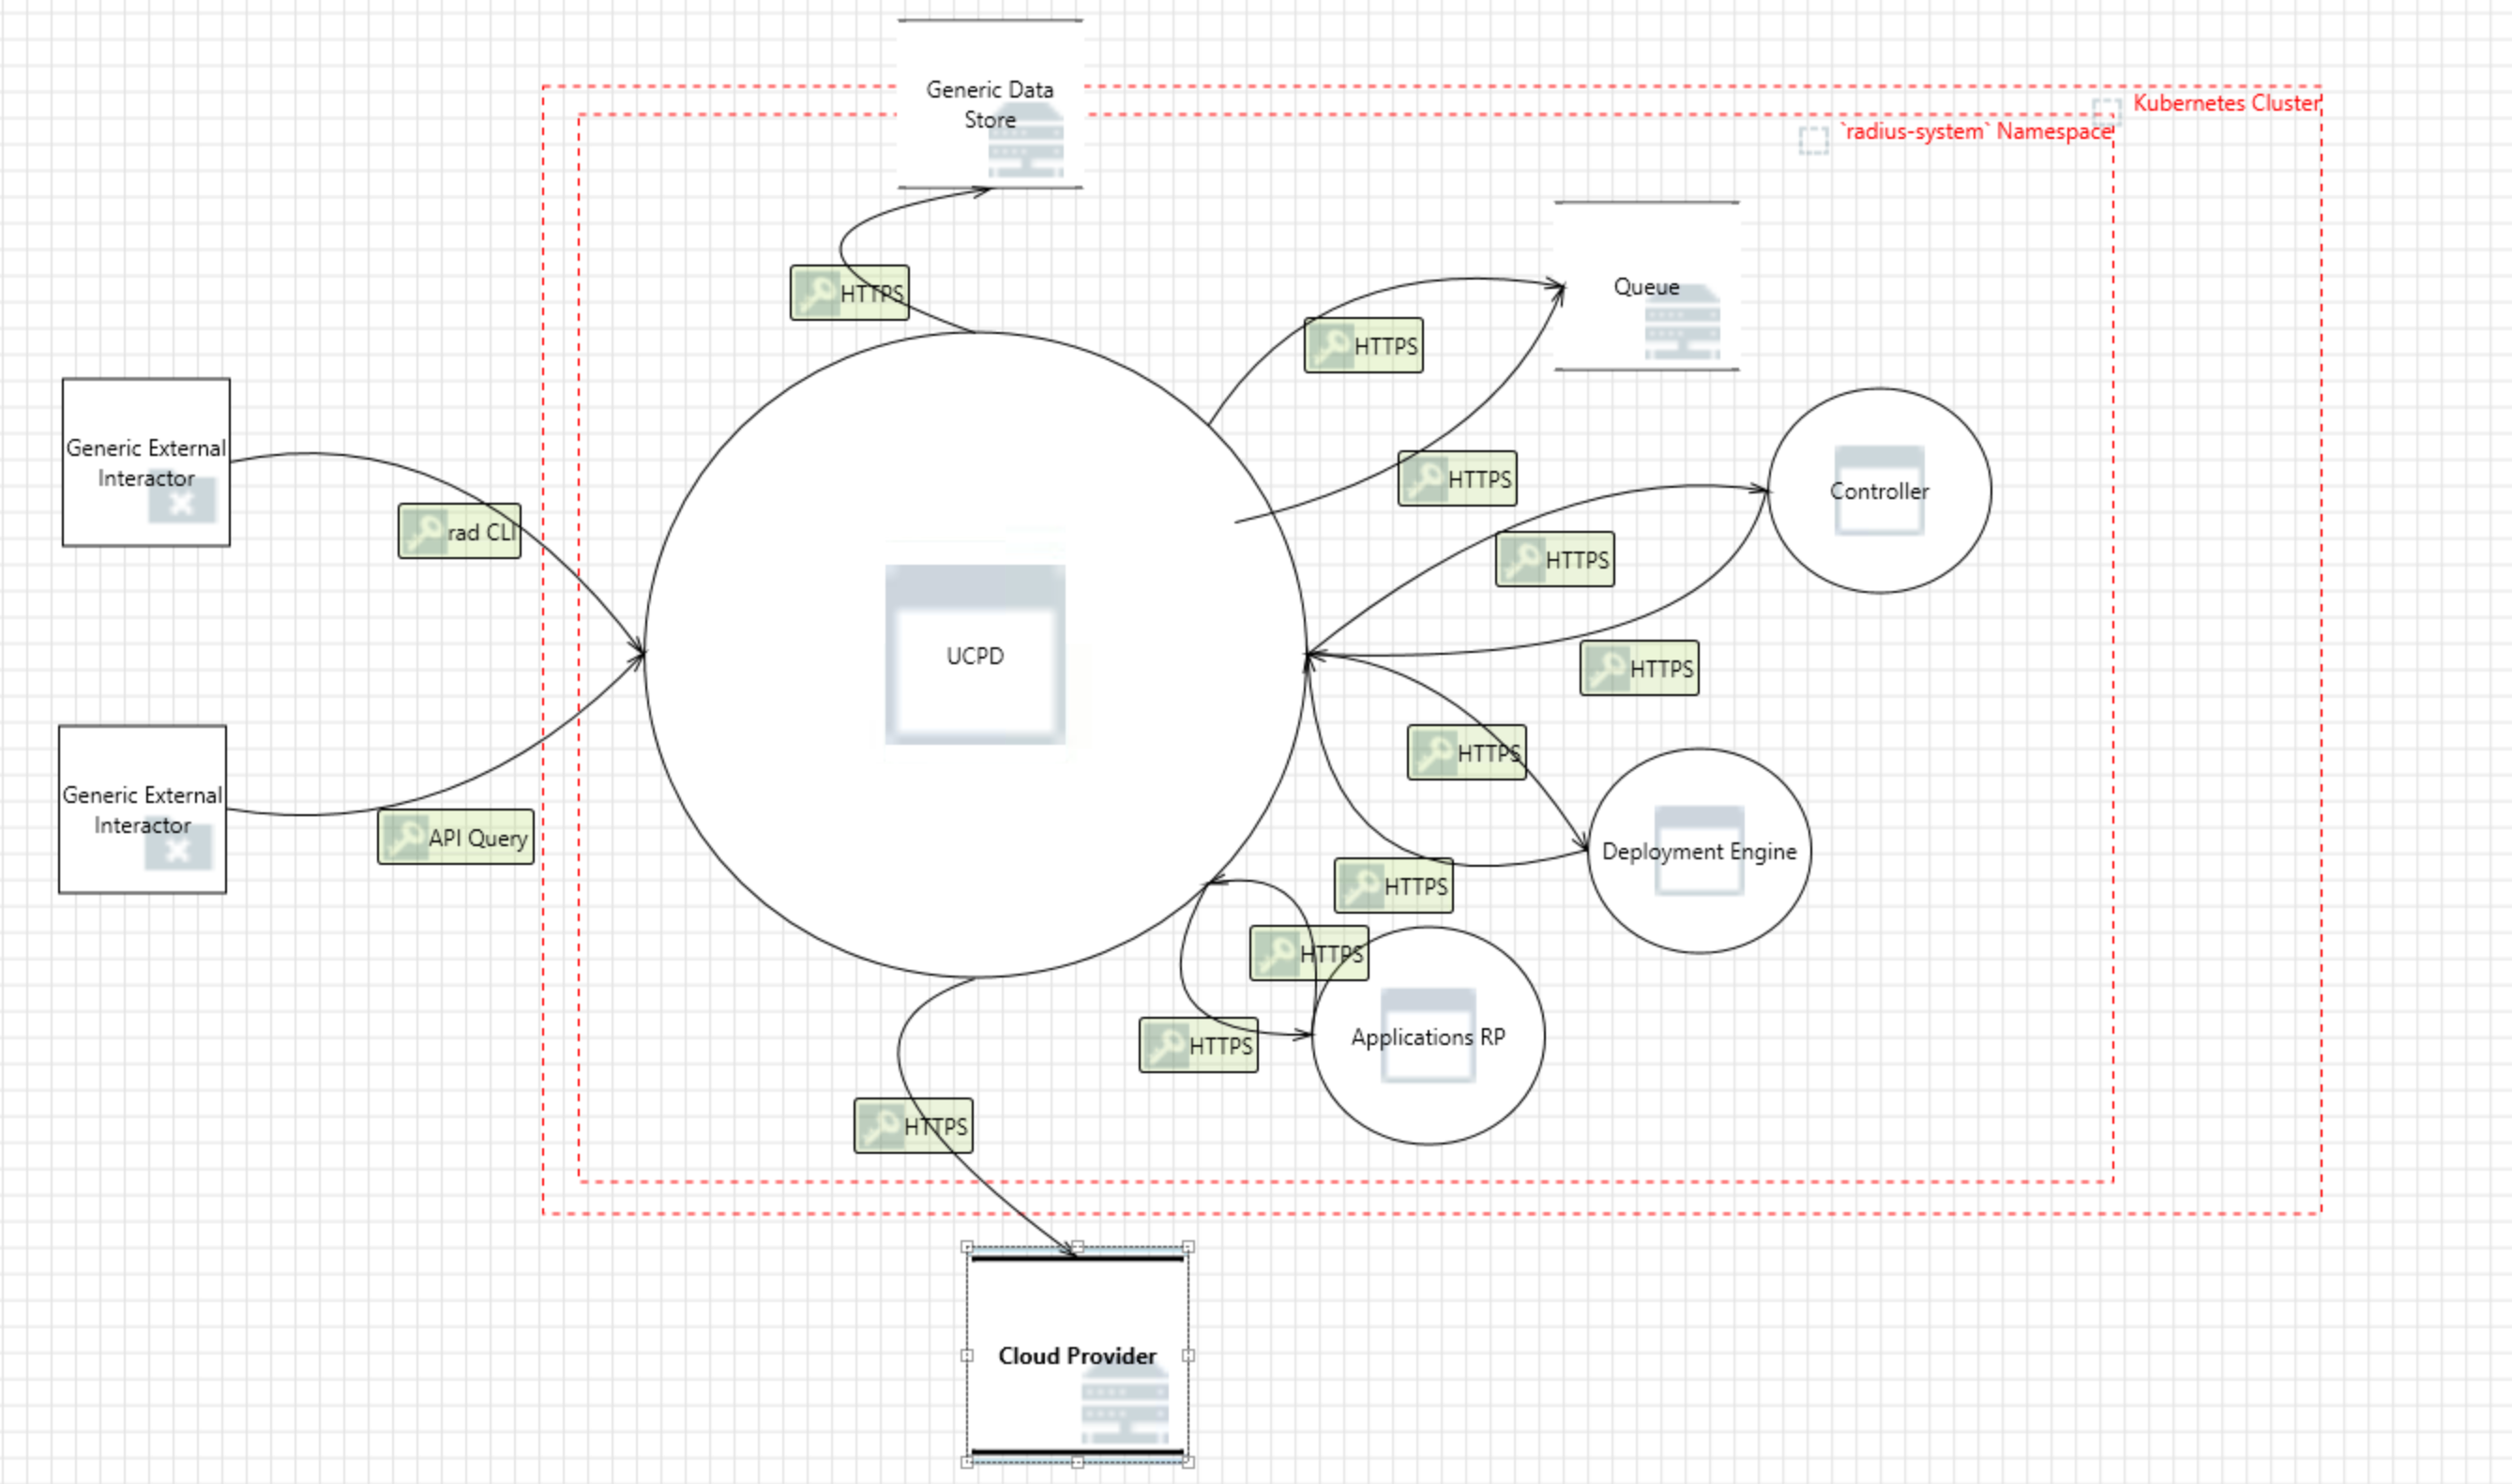 Generic Data
Store
Kubernetes Cluster
`radius-system` Namespace
Queue
HTTPS
HTTPS
Generic External
Interactor
rad CLI
HTTPS
Controller
HTTPS
HTTPS
UCPD
HTTPS
Generic External
Interactor
API Query
Deployment Engine
HTTPS
HTTPS
Applications RP
HTTPS
HTTPS
Cloud Provider